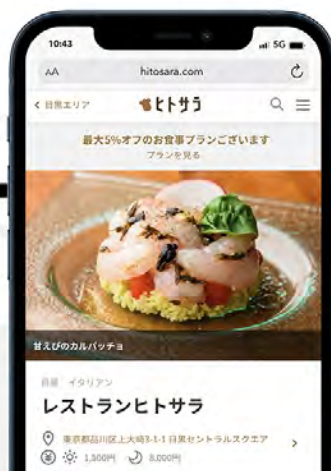 10:43
5G
AA
hitosara.com
< 目黒エリア
ヒトサラ
最大5%オフのお食事プランございます
プランを見る
甘えびのカルパッチョ
目黒 イタリアン
レストランヒトサラ
東京都品川区上大崎3-1-1 目黒セントラルスクエア
1,500円 8,000円